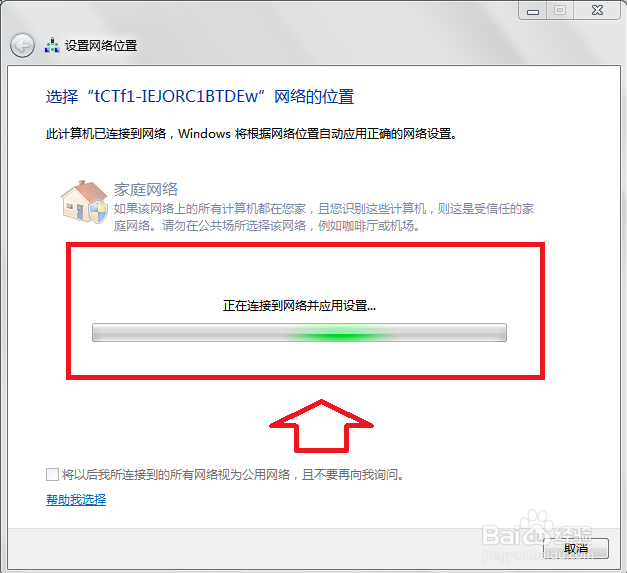 设置网络位置
选择“tCTf1-IEJORC1BTDEw”网络的位置
此计算机已连接到网络，Windows 将根据网络位置自动应用正确的网络设置。
家庭网络
如果该网络上的所有计算机都在您家，且您识别这些计算机，则这是受信任的家
庭网络。请勿在公共场所选择该网络，例如咖啡厅或机场。
正在连接到网络并应用设置...
将以后我所连接到的所有网络视为公用网络，且不要再向我询问。
帮助我选择
Baidu经验
jingyan.baidu.com
取消